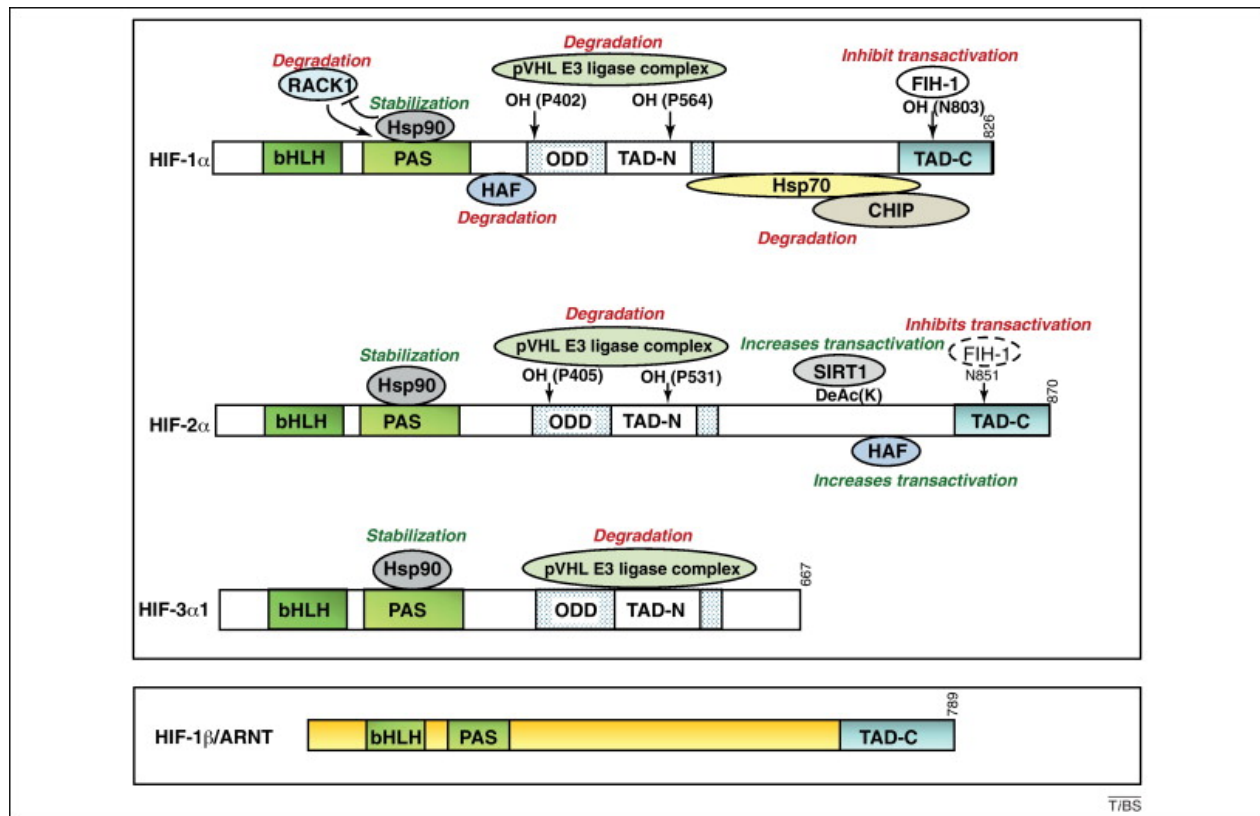 Degradation
RACK1
Stabilization
Hsp90
Degradation
pVHL E3 ligase complex
OH (P402)
OH (P564)
Inhibit transactivation
FIH-1
OH (N803)
826
HIF-1α
bHLH
PAS
ODD
TAD-N
TAD-C
HAF
Degradation
Hsp70
CHIP
Degradation
Stabilization
Hsp90
Degradation
pVHL E3 ligase complex
OH (P405)
OH (P531)
Increases transactivation
SIRT1
DeAc(K)
Inhibits transactivation
FIH-1
N851
870
HIF-2α
bHLH
PAS
ODD
TAD-N
TAD-C
HAF
Increases transactivation
Stabilization
Hsp90
Degradation
pVHL E3 ligase complex
667
HIF-3α1
bHLH
PAS
ODD
TAD-N
789
HIF-1β/ARNT
bHLH
PAS
TAD-C
T/BS